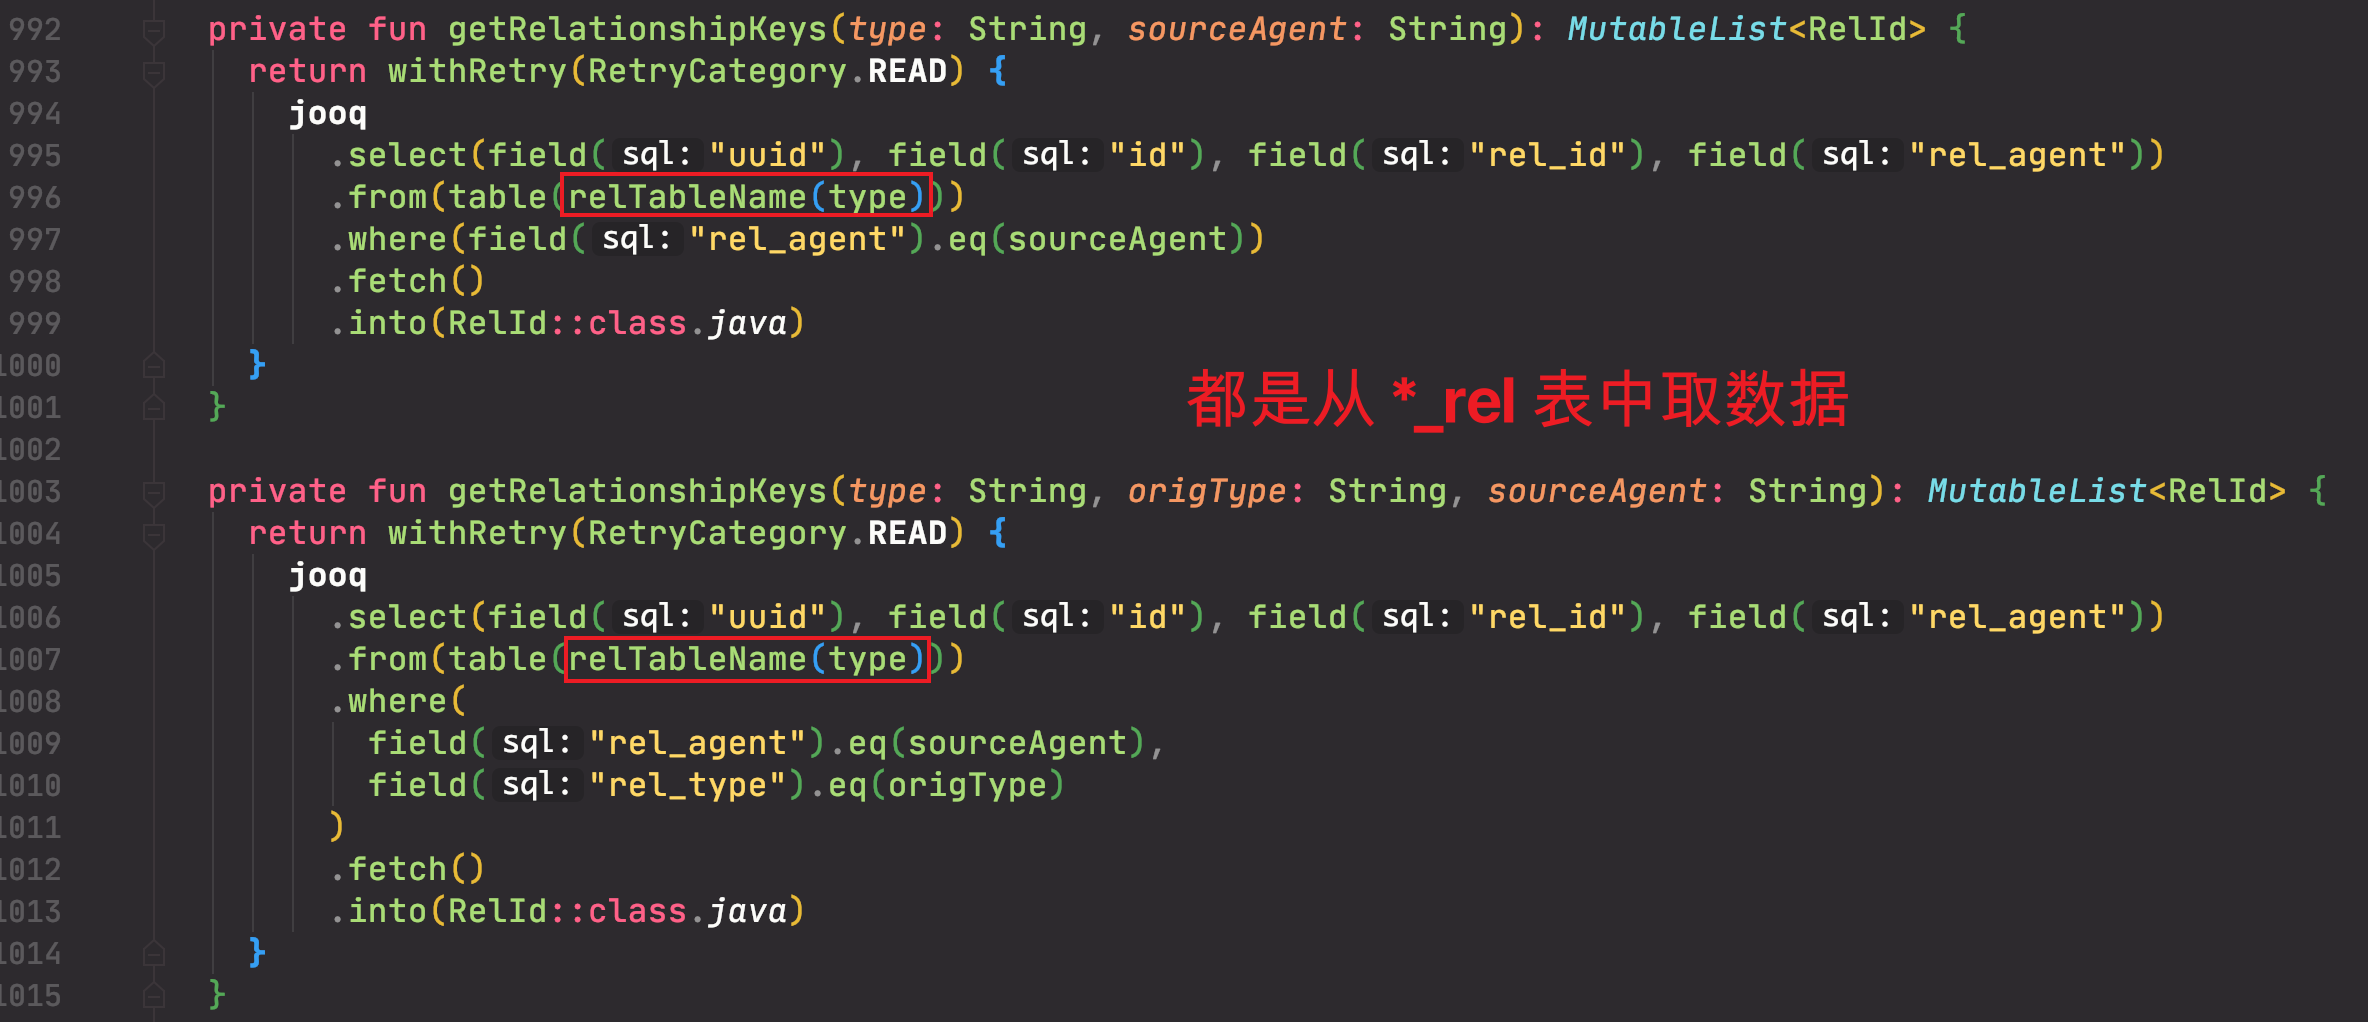 992 private fun getRelationshipKeys(type: String, sourceAgent: String): MutableList<RelId> {
993 return withRetry(RetryCategory.READ) {
994 jooq
995 .select(field( sql: "uuid"), field( sql: "id"), field( sql: "rel_id"), field( sql: "rel_agent"))
996 .from(table(relTableName(type)))
997 .where(field( sql: "rel_agent").eq(sourceAgent))
998 .fetch()
999 .into(RelId::class.java)
1000 }
1001 }
都是从 *_rel 表中取数据
1002
1003 private fun getRelationshipKeys(type: String, origType: String, sourceAgent: String): MutableList<RelId> {
1004 return withRetry(RetryCategory.READ) {
1005 jooq
1006 .select(field( sql: "uuid"), field( sql: "id"), field( sql: "rel_id"), field( sql: "rel_agent"))
1007 .from(table(relTableName(type)))
1008 .where(
1009 field( sql: "rel_agent").eq(sourceAgent),
1010 field( sql: "rel_type").eq(origType)
1011 )
1012 .fetch()
1013 .into(RelId::class.java)
1014 }
1015 }